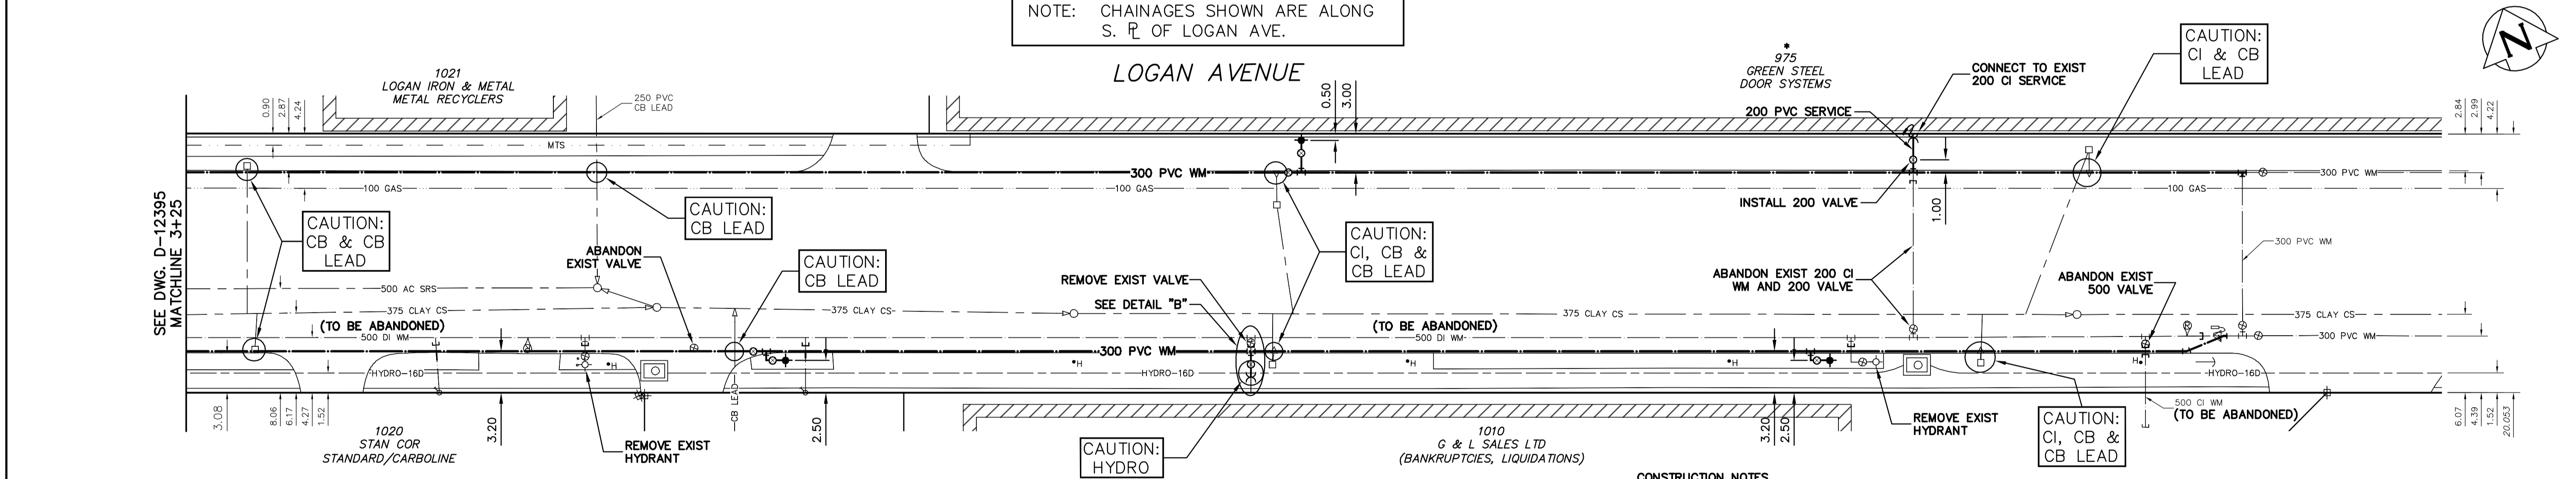 NOTE: CHAINAGES SHOWN ARE ALONG
S. ⅊ OF LOGAN AVE.
LOGAN AVENUE
N
1021
LOGAN IRON & METAL
METAL RECYCLERS
250 PVC
CB LEAD
*
975
GREEN STEEL
DOOR SYSTEMS
CONNECT TO EXIST
200 CI SERVICE
CAUTION:
CI & CB
LEAD
200 PVC SERVICE
0.90
2.87
4.24
0.50
3.00
2.84
2.99
4.22
MTS
300 PVC WM
300 PVC WM
100 GAS
100 GAS
100 GAS
SEE DWG. D-12395
MATCHLINE 3+25
CAUTION:
CB & CB
LEAD
CAUTION:
CB LEAD
INSTALL 200 VALVE
1.00
ABANDON
EXIST VALVE
CAUTION:
CB LEAD
CAUTION:
CI, CB &
CB LEAD
300 PVC WM
REMOVE EXIST VALVE
SEE DETAIL "B"
ABANDON EXIST 200 CI
WM AND 200 VALVE
ABANDON EXIST
500 VALVE
500 AC SRS
375 CLAY CS
375 CLAY CS
375 CLAY CS
375 CLAY CS
(TO BE ABANDONED)
500 DI WM
(TO BE ABANDONED)
500 DI WM
300 PVC WM
300 PVC WM
H
H
H
H
H
HYDRO-16D
HYDRO-16D
HYDRO-16D
CB LEAD
500 CI WM
(TO BE ABANDONED)
3.08
8.06
6.17
4.27
1.52
3.20
2.50
3.20
2.50
6.07
4.39
1.52
20.053
1020
STAN COR
STANDARD/CARBOLINE
REMOVE EXIST
HYDRANT
CAUTION:
HYDRO
1010
G & L SALES LTD
(BANKRUPTCIES, LIQUIDATIONS)
REMOVE EXIST
HYDRANT
CAUTION:
CI, CB &
CB LEAD
CONSTRUCTION NOTES